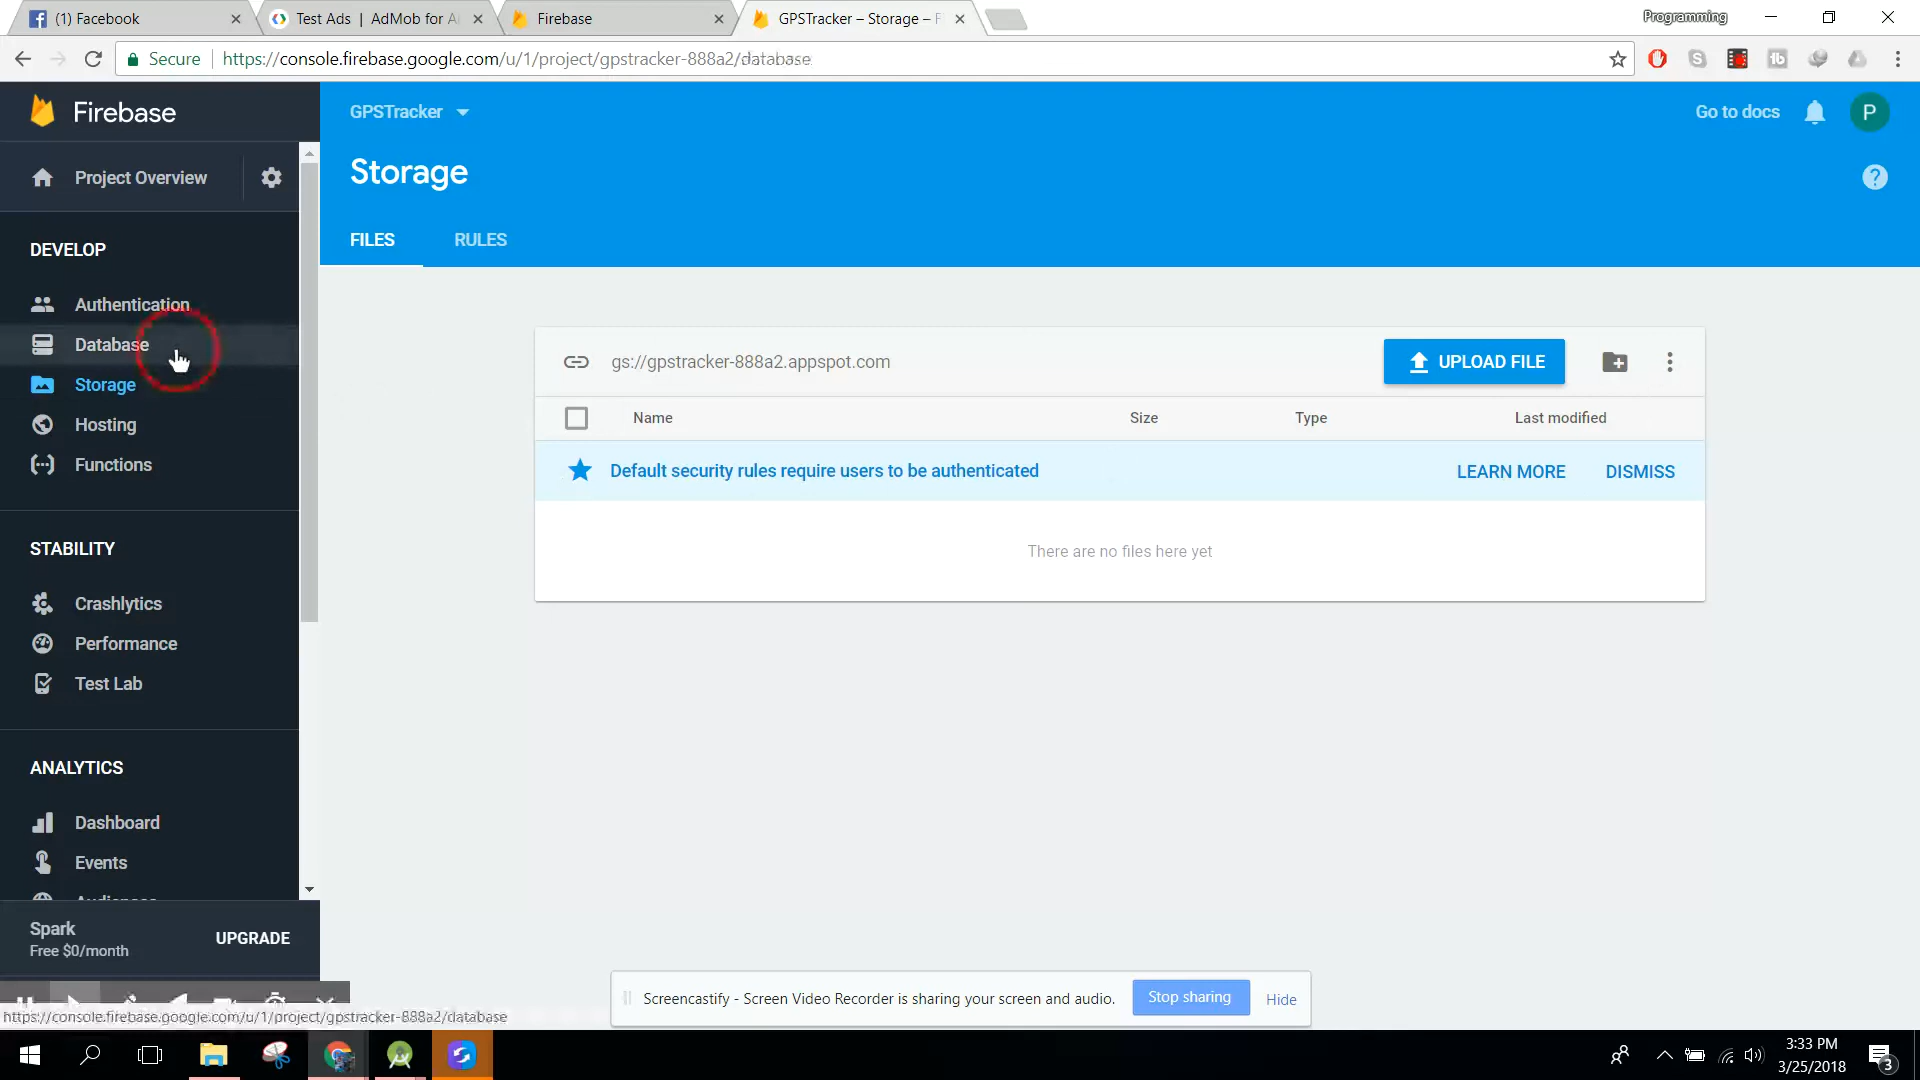 (1) Facebook
Test Ads | AdMob for A
Firebase
GPSTracker – Storage – F
Programming
Secure
https://console.firebase.google.com/u/1/project/gpstracker-888a2/database
Firebase
GPSTracker
Go to docs
P
Project Overview
Storage
?
FILES
RULES
DEVELOP
Authentication
Database
Storage
Hosting
Functions
gs://gpstracker-888a2.appspot.com
UPLOAD FILE
Name
Size
Type
Last modified
Default security rules require users to be authenticated
LEARN MORE
DISMISS
There are no files here yet
STABILITY
Crashlytics
Performance
Test Lab
ANALYTICS
Dashboard
Events
Audiences
Spark
Free $0/month
UPGRADE
Screencastify - Screen Video Recorder is sharing your screen and audio.
Stop sharing
Hide
https://console.firebase.google.com/u/1/project/gpstracker-888a2/database
3:33 PM
3/25/2018
3